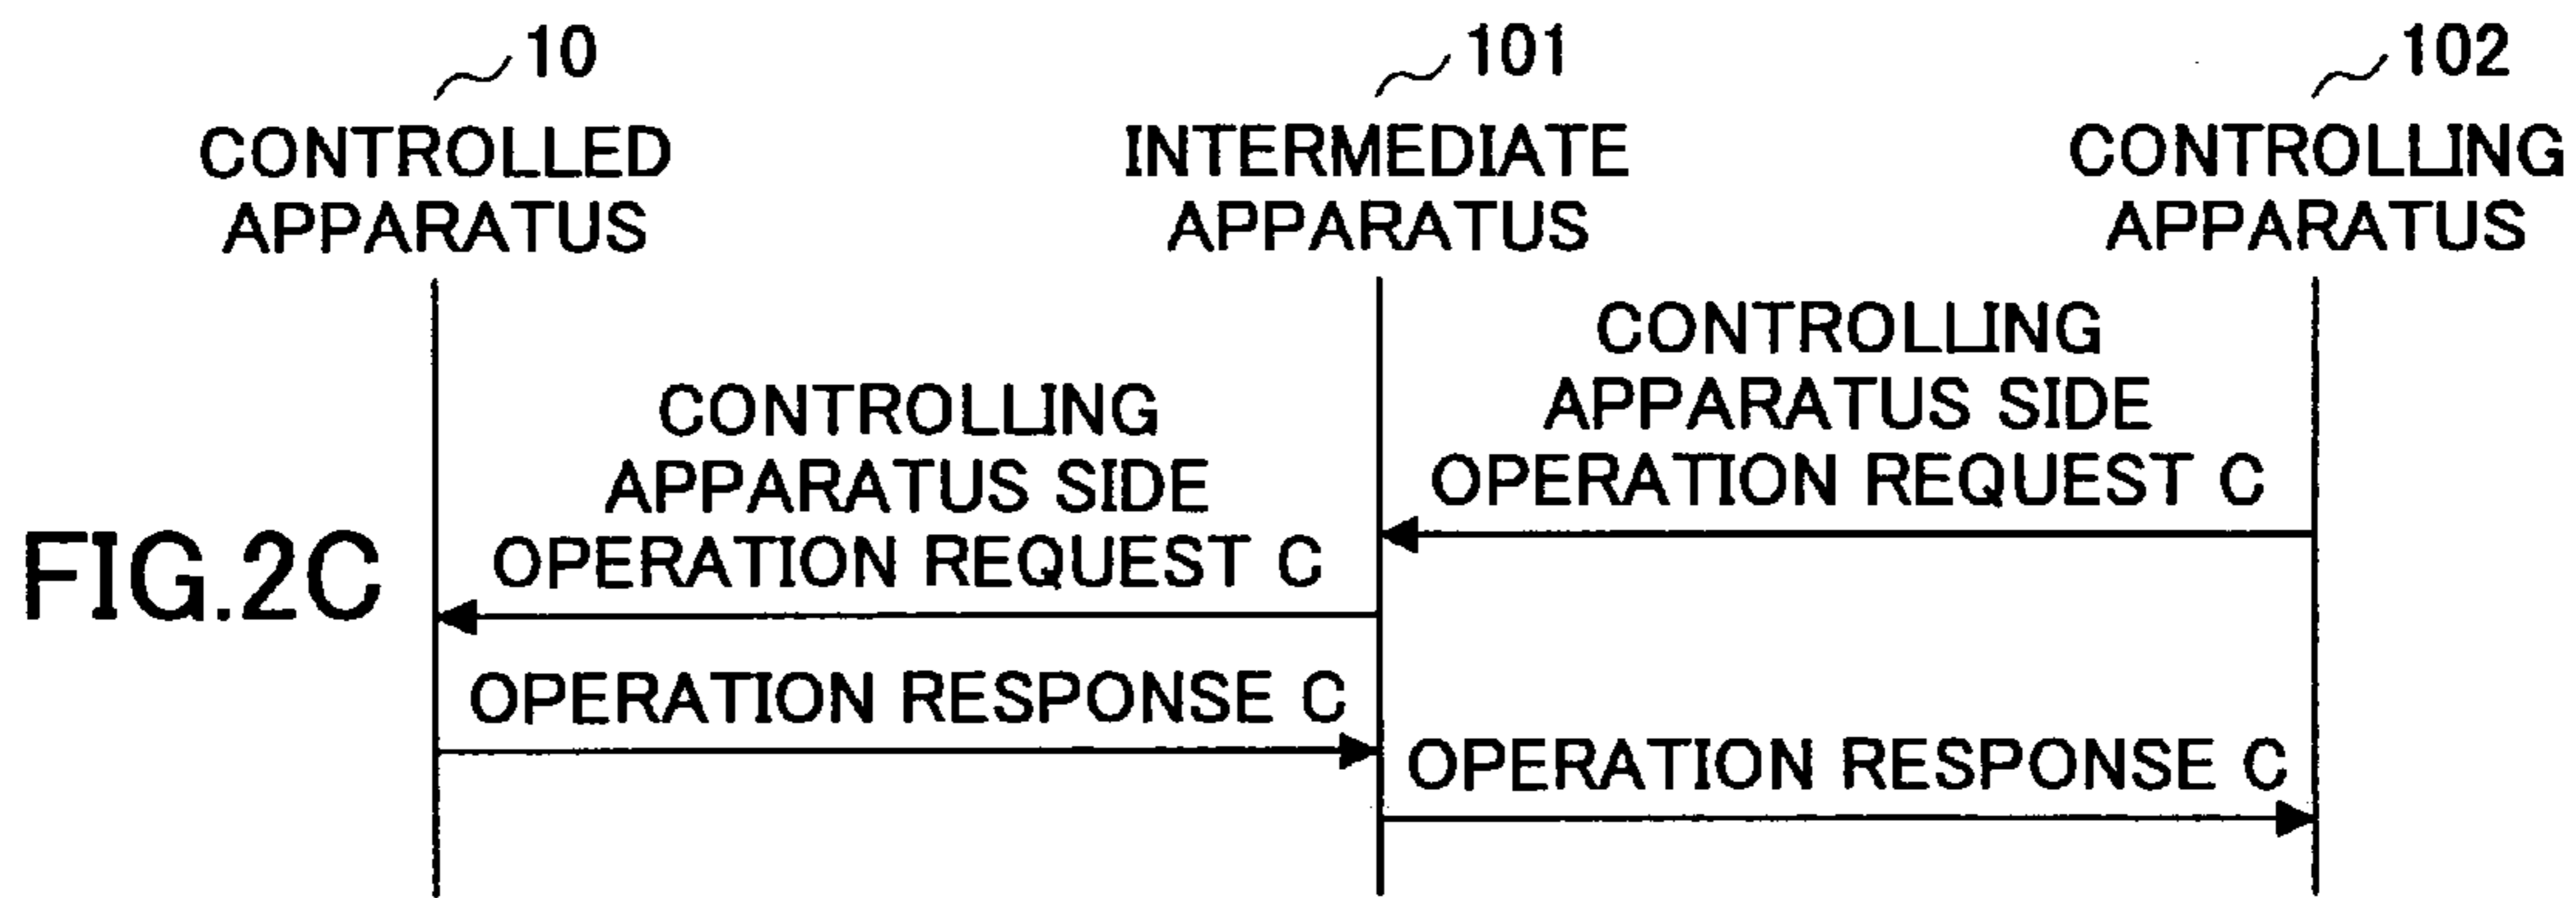 10
CONTROLLED
APPARATUS
101
INTERMEDIATE
APPARATUS
102
CONTROLLING
APPARATUS
CONTROLLING
APPARATUS SIDE
OPERATION REQUEST C
CONTROLLING
APPARATUS SIDE
OPERATION REQUEST C
FIG.2C
OPERATION RESPONSE C
OPERATION RESPONSE C